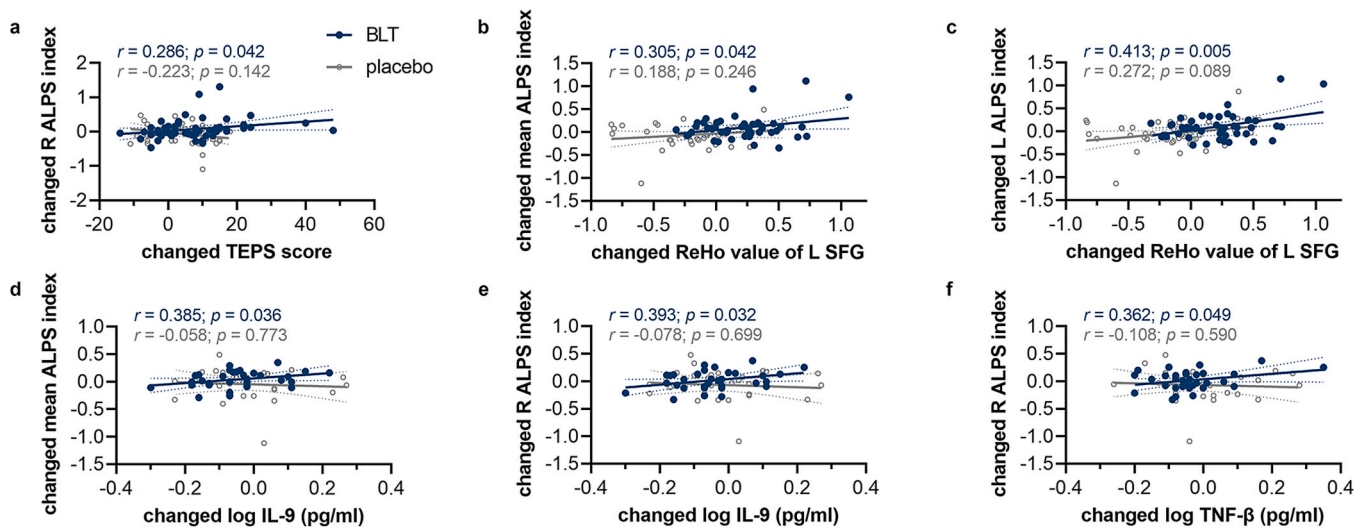 a
changed R ALPS index
r = 0.286; p = 0.042
r = -0.223; p = 0.142
BLT
placebo
2
1
0
-1
-2
-20
0
20
40
60
changed TEPS score
b
changed mean ALPS index
r = 0.305; p = 0.042
r = 0.188; p = 0.246
1.5
1.0
0.5
0.0
-0.5
-1.0
-1.5
-1.0
-0.5
0.0
0.5
1.0
changed ReHo value of L SFG
c
changed L ALPS index
r = 0.413; p = 0.005
r = 0.272; p = 0.089
1.5
1.0
0.5
0.0
-0.5
-1.0
-1.5
-1.0
-0.5
0.0
0.5
1.0
changed ReHo value of L SFG
d
changed mean ALPS index
r = 0.385; p = 0.036
r = -0.058; p = 0.773
1.0
0.5
0.0
-0.5
-1.0
-1.5
-0.4
-0.2
0.0
0.2
0.4
changed log IL-9 (pg/ml)
e
changed R ALPS index
r = 0.393; p = 0.032
r = -0.078; p = 0.699
1.0
0.5
0.0
-0.5
-1.0
-1.5
-0.4
-0.2
0.0
0.2
0.4
changed log IL-9 (pg/ml)
f
changed R ALPS index
r = 0.362; p = 0.049
r = -0.108; p = 0.590
1.0
0.5
0.0
-0.5
-1.0
-1.5
-0.4
-0.2
0.0
0.2
0.4
changed log TNF-β (pg/ml)